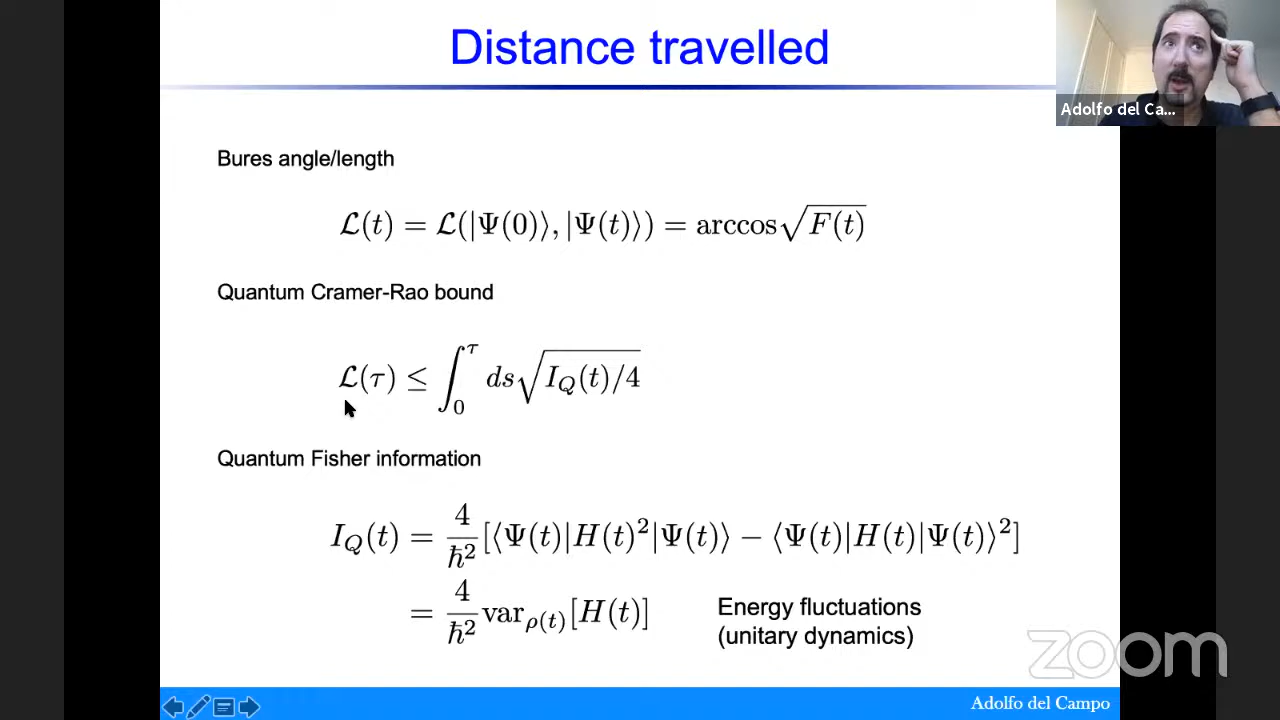 Distance travelled
Adolfo del Ca...
Bures angle/length
ℒ(t) = ℒ(|Ψ(0)⟩, |Ψ(t)⟩) = arccos√F(t)
Quantum Cramer-Rao bound
ℒ(τ) ≤ ∫₀^τ ds√(I_Q(t)/4)
Quantum Fisher information
I_Q(t) = 4/ħ² [⟨Ψ(t)|H(t)²|Ψ(t)⟩ − ⟨Ψ(t)|H(t)|Ψ(t)⟩²]
= 4/ħ² var_ρ(t)[H(t)]
Energy fluctuations
(unitary dynamics)
zoom
Adolfo del Campo